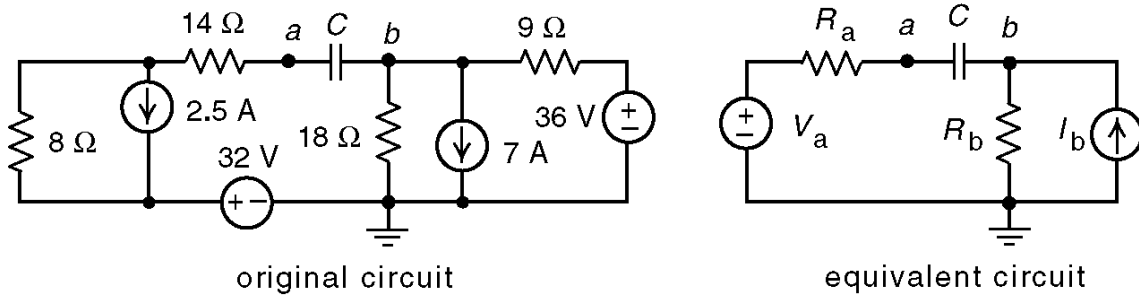 14 Ω
a
C
b
9 Ω
8 Ω
2.5 A
18 Ω
7 A
36 V
+
−
32 V
+ −
original circuit
R_a
a
C
b
+
−
V_a
R_b
I_b
equivalent circuit